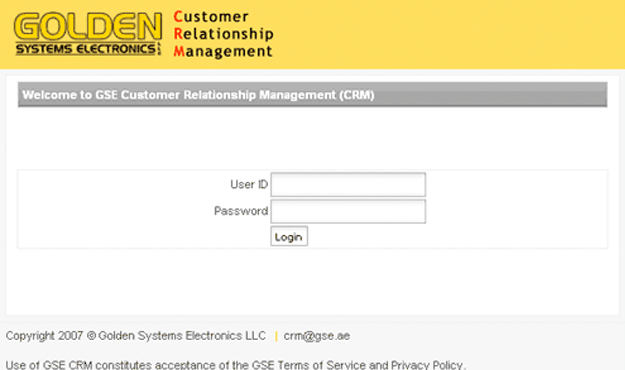 GOLDEN
SYSTEMS ELECTRONICS
Customer
Relationship
Management
Welcome to GSE Customer Relationship Management (CRM)
User ID
Password
Login
Copyright 2007 © Golden Systems Electronics LLC | crm@gse.ae
Use of GSE CRM constitutes acceptance of the GSE Terms of Service and Privacy Policy.